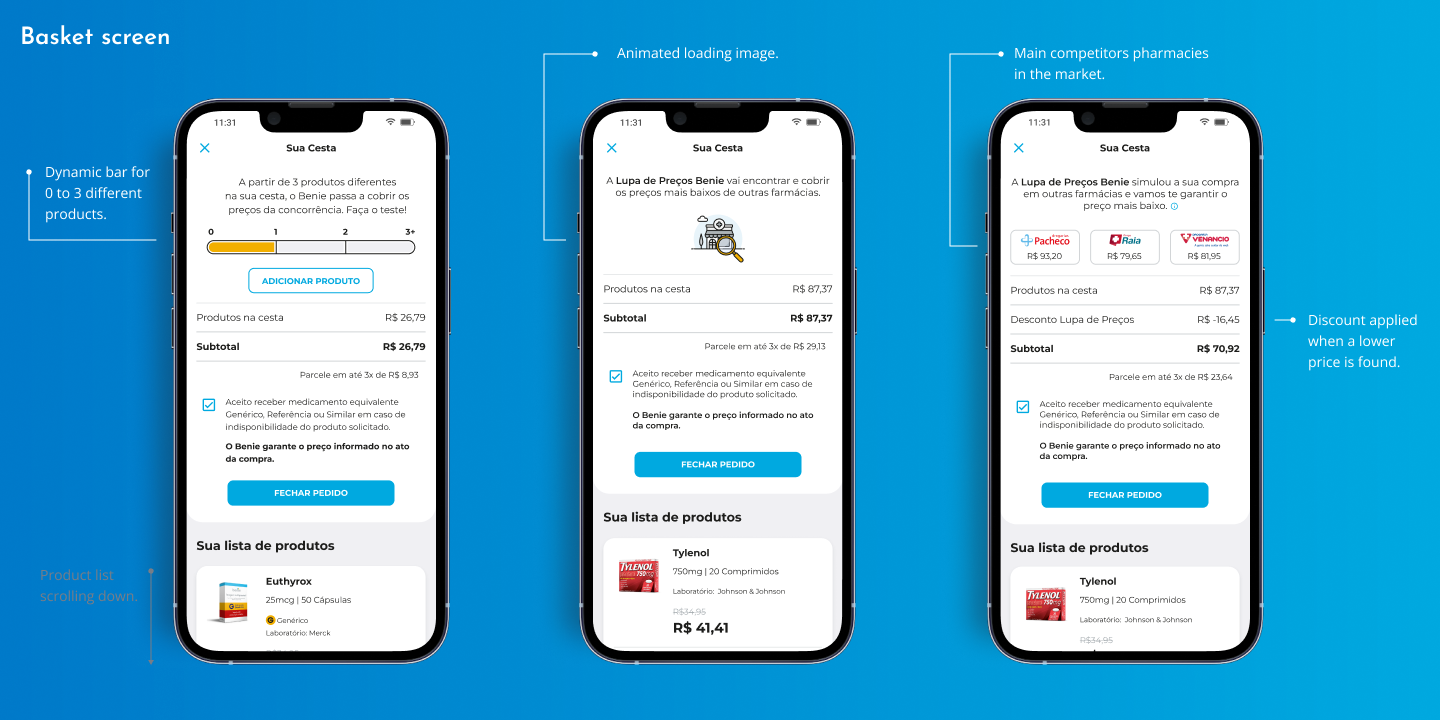 Basket screen
Dynamic bar for
0 to 3 different
products.
Product list
scrolling down.
11:31
Sua Cesta
A partir de 3 produtos diferentes
na sua cesta, o Benie passa a cobrir os
preços da concorrência. Faça o teste!
0 1 2 3+
ADICIONAR PRODUTO
Produtos na cesta R$ 26,79
Subtotal R$ 26,79
Parcele em até 3x de R$ 8,93
Aceito receber medicamento equivalente
Genérico, Referência ou Similar em caso de
indisponibilidade do produto solicitado.
O Benie garante o preço informado no ato
da compra.
FECHAR PEDIDO
Sua lista de produtos
Euthyrox
25mcg | 50 Cápsulas
G Genérico
Laboratório: Merck
Animated loading image.
11:31
Sua Cesta
A Lupa de Preços Benie vai encontrar e cobrir
os preços mais baixos de outras farmácias.
Produtos na cesta R$ 87,37
Subtotal R$ 87,37
Parcele em até 3x de R$ 29,13
Aceito receber medicamento equivalente
Genérico, Referência ou Similar em caso de
indisponibilidade do produto solicitado.
O Benie garante o preço informado no ato
da compra.
FECHAR PEDIDO
Sua lista de produtos
TYLENOL
750mg
Tylenol
750mg | 20 Comprimidos
Laboratório: Johnson & Johnson
R$34,95
R$ 41,41
Main competitors pharmacies
in the market.
11:31
Sua Cesta
A Lupa de Preços Benie simulou a sua compra
em outras farmácias e vamos te garantir o
preço mais baixo.
Pacheco Raia VENANCIO
R$ 93,20 R$ 79,65 R$ 81,95
Produtos na cesta R$ 87,37
Desconto Lupa de Preços R$ -16,45
Subtotal R$ 70,92
Parcele em até 3x de R$ 23,64
Aceito receber medicamento equivalente
Genérico, Referência ou Similar em caso de
indisponibilidade do produto solicitado.
O Benie garante o preço informado no ato
da compra.
FECHAR PEDIDO
Sua lista de produtos
TYLENOL
750mg
Tylenol
750mg | 20 Comprimidos
Laboratório: Johnson & Johnson
R$34,95
Discount applied
when a lower
price is found.